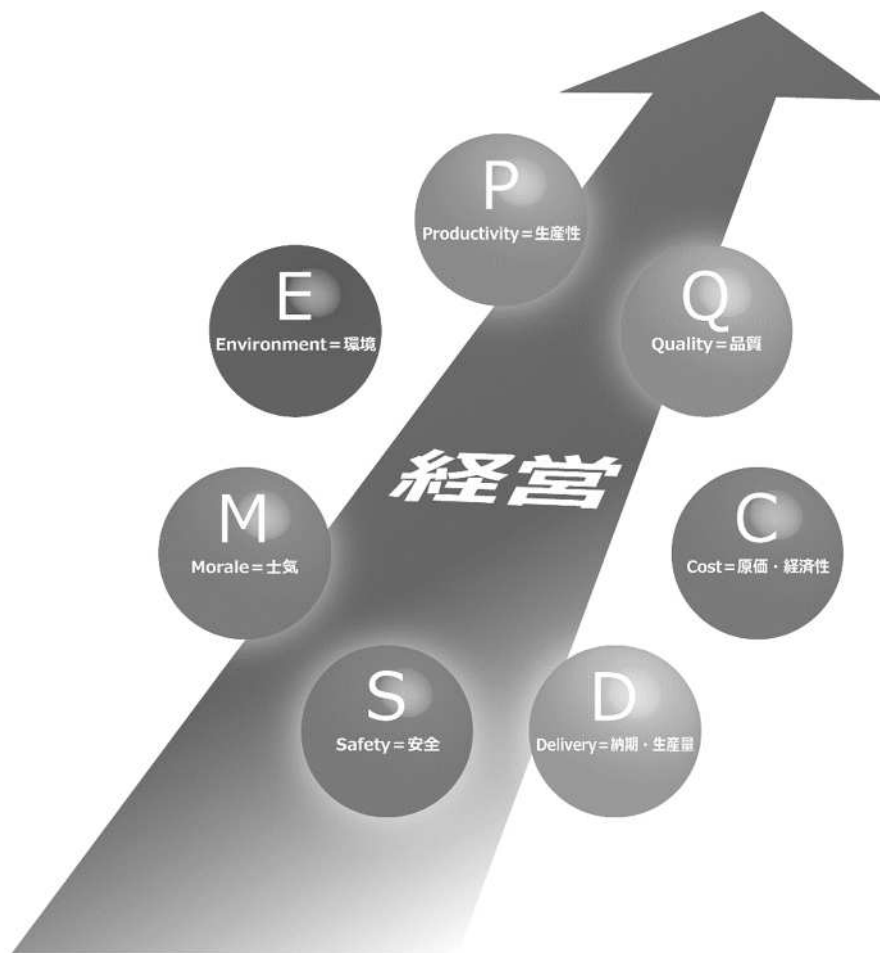 P
Productivity=生産性
E
Environment=環境
Q
Quality=品質
経営
M
Morale=士気
C
Cost=原価・経済性
S
Safety=安全
D
Delivery=納期・生産量